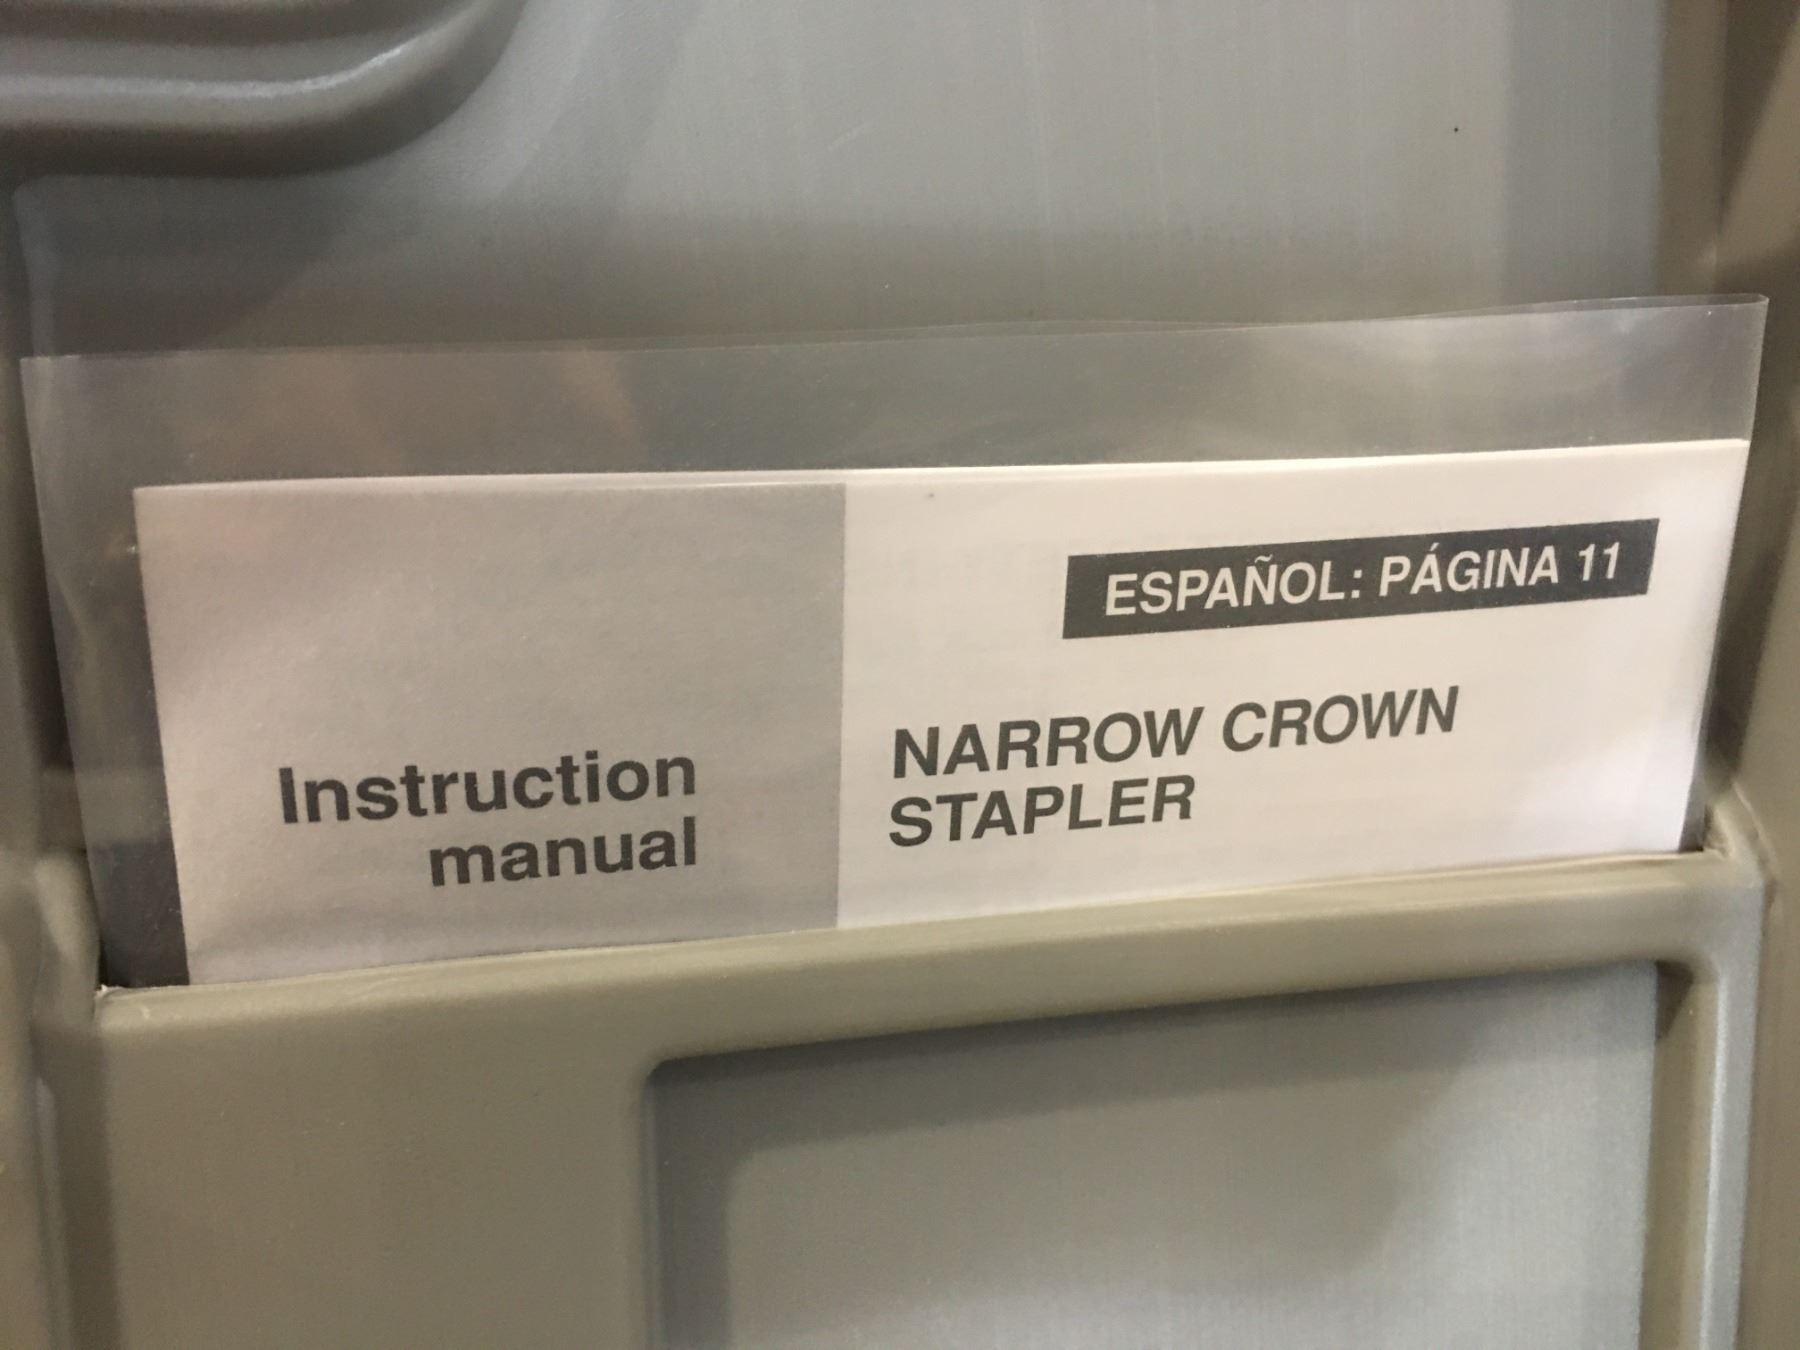 Instruction
manual
ESPAÑOL: PÁGINA 11
NARROW CROWN
STAPLER